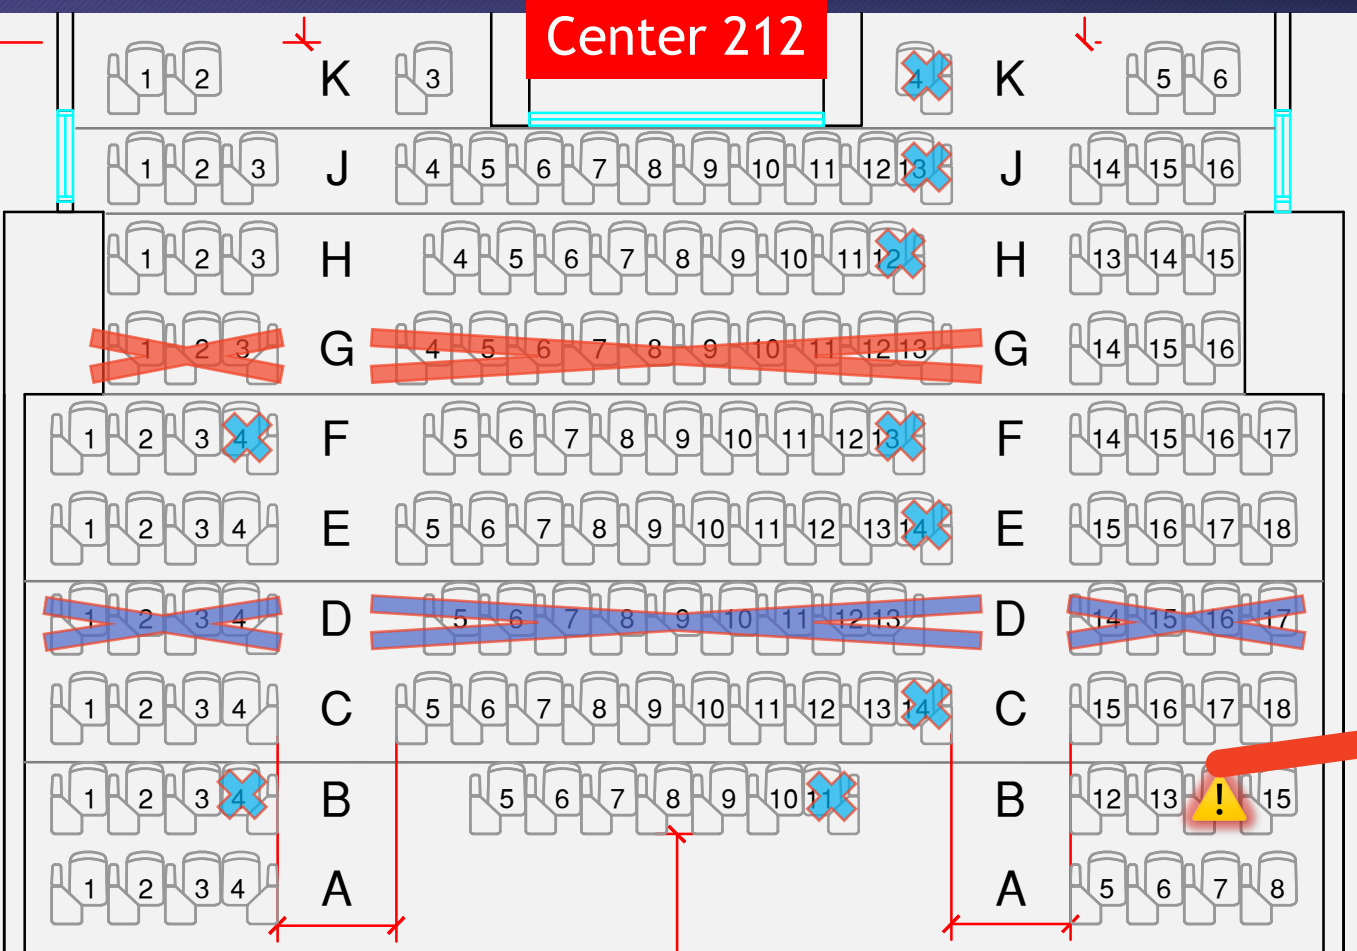 Center 212
1 2 K 3 4 K 5 6
1 2 3 J 4 5 6 7 8 9 10 11 12 13 J 14 15 16
1 2 3 H 4 5 6 7 8 9 10 11 12 H 13 14 15
1 2 3 G 4 5 6 7 8 9 10 11 12 13 G 14 15 16
1 2 3 4 F 5 6 7 8 9 10 11 12 13 F 14 15 16 17
1 2 3 4 E 5 6 7 8 9 10 11 12 13 14 E 15 16 17 18
1 2 3 4 D 5 6 7 8 9 10 11 12 13 D 14 15 16 17
1 2 3 4 C 5 6 7 8 9 10 11 12 13 14 C 15 16 17 18
1 2 3 4 B 5 6 7 8 9 10 11 B 12 13 ! 15
1 2 3 4 A A 5 6 7 8